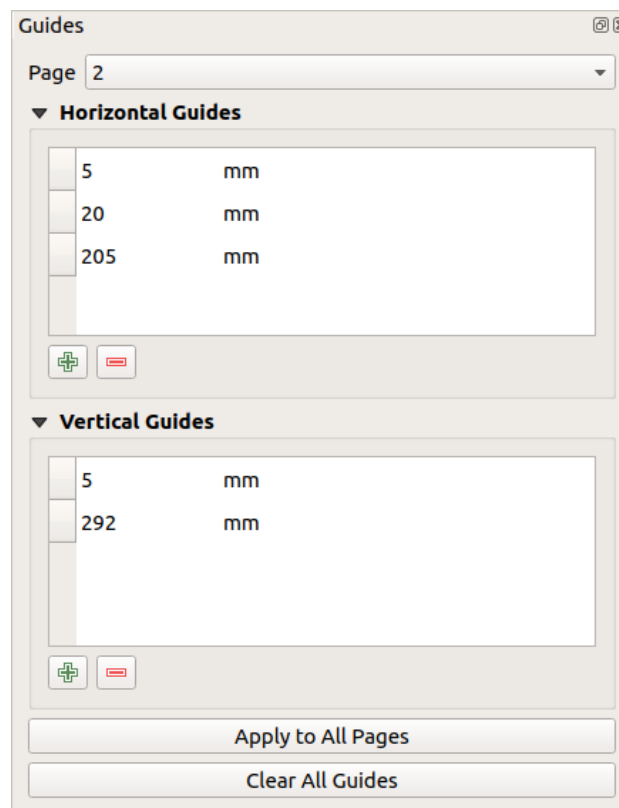 Guides
Page 2
Horizontal Guides
5 mm
20 mm
205 mm
Vertical Guides
5 mm
292 mm
Apply to All Pages
Clear All Guides